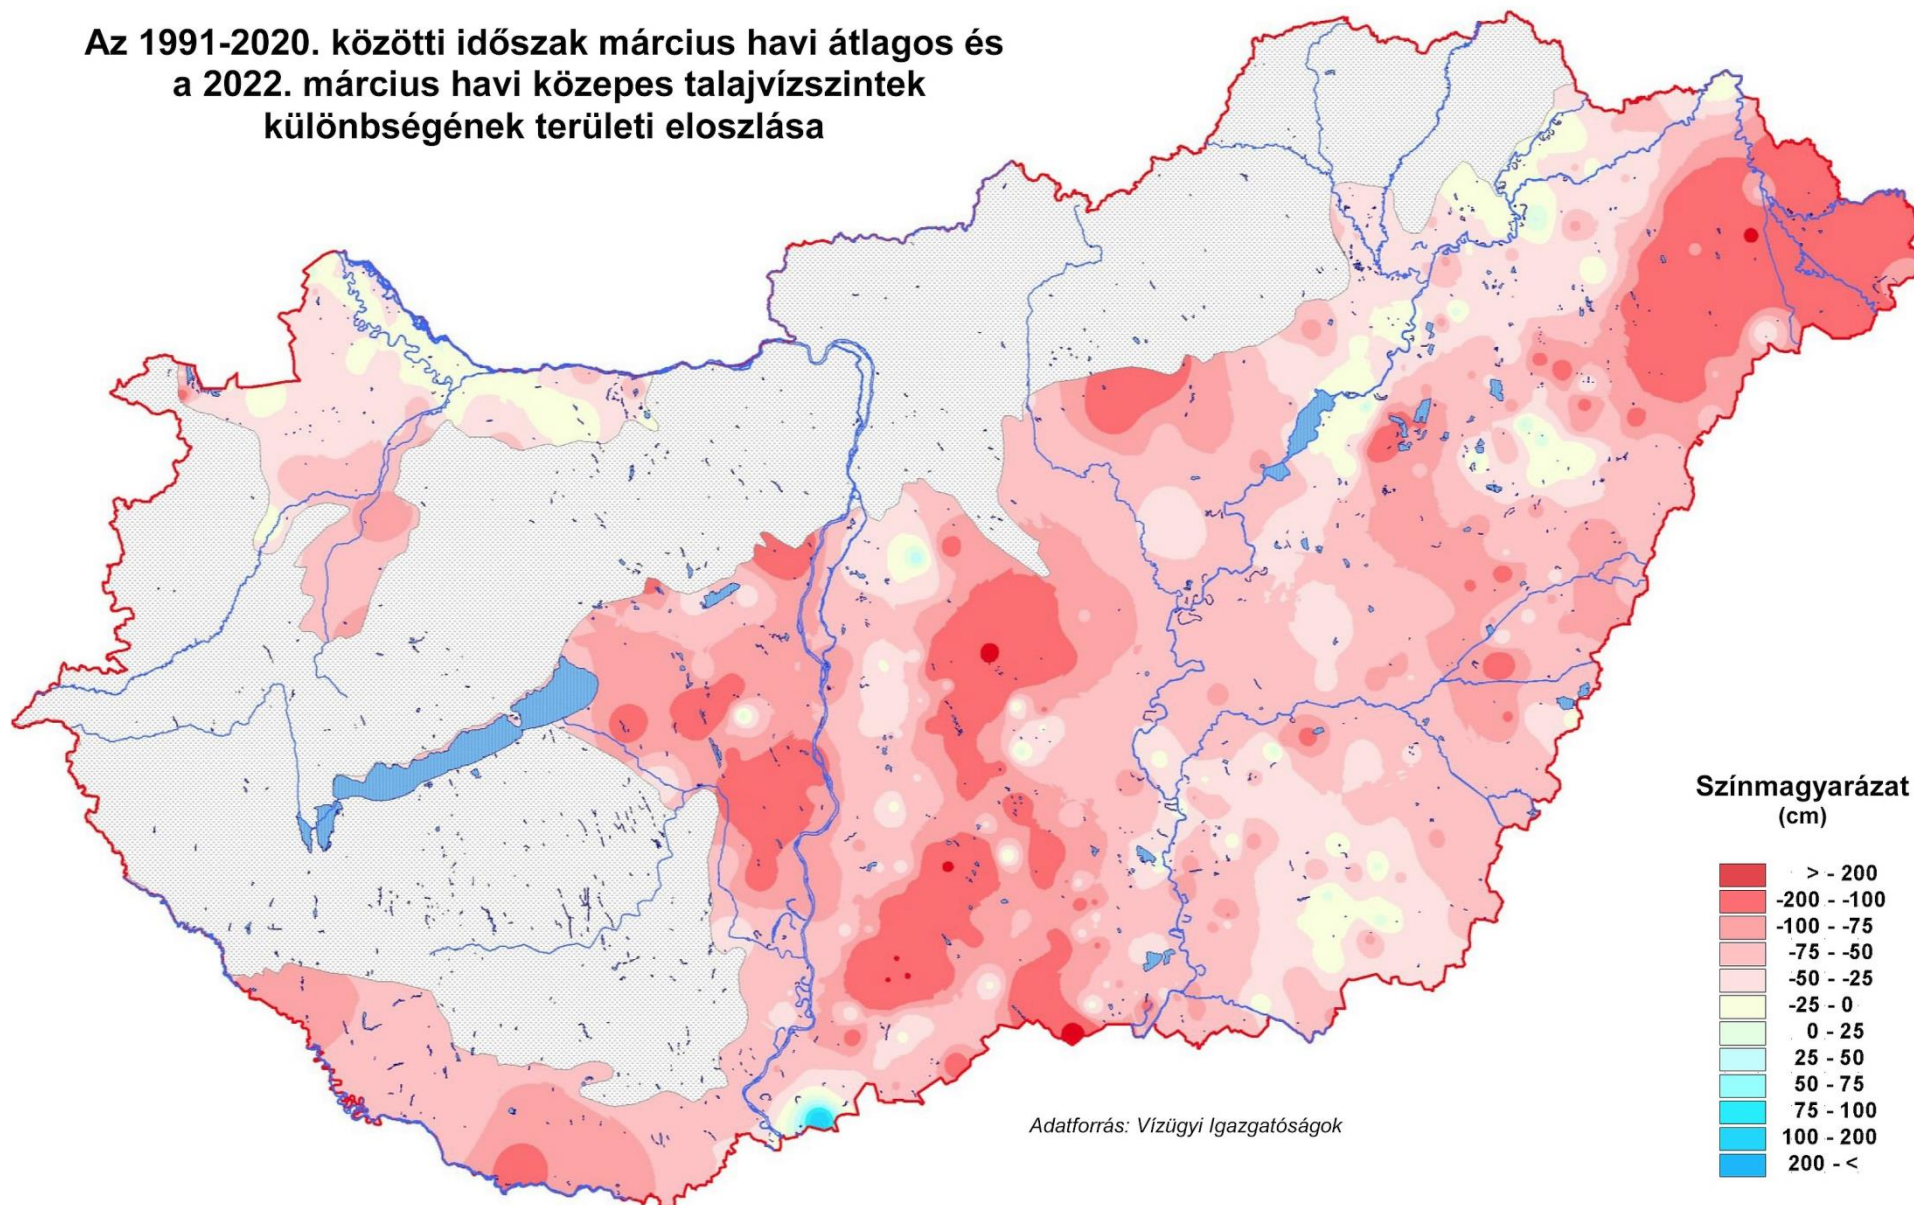 Az 1991-2020. közötti időszak március havi átlagos és
a 2022. március havi közepes talajvízszintek
különbségének területi eloszlása
Színmagyarázat
(cm)
> - 200
-200 - -100
-100 - -75
-75 - -50
-50 - -25
-25 - 0
0 - 25
25 - 50
50 - 75
75 - 100
100 - 200
200 - <
Adatforrás: Vízügyi Igazgatóságok